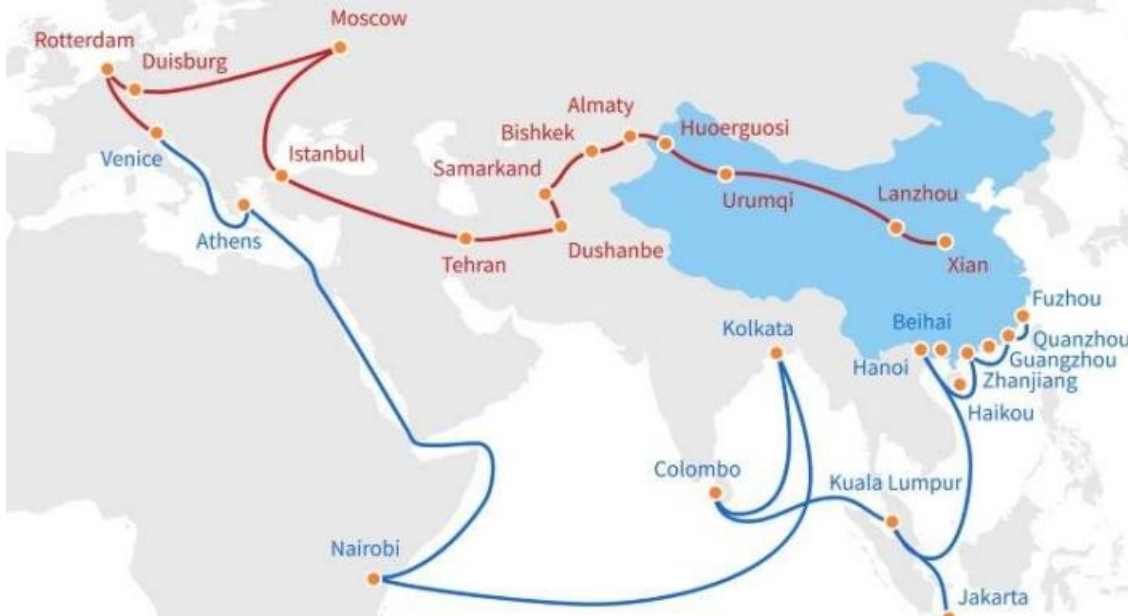 Moscow
Rotterdam
Duisburg
Almaty
Huoerguosi
Bishkek
Venice
Istanbul
Samarkand
Urumqi
Lanzhou
Athens
Tehran
Dushanbe
Xian
Fuzhou
Kolkata
Beihai
Quanzhou
Hanoi
Guangzhou
Zhanjiang
Haikou
Colombo
Kuala Lumpur
Nairobi
Jakarta